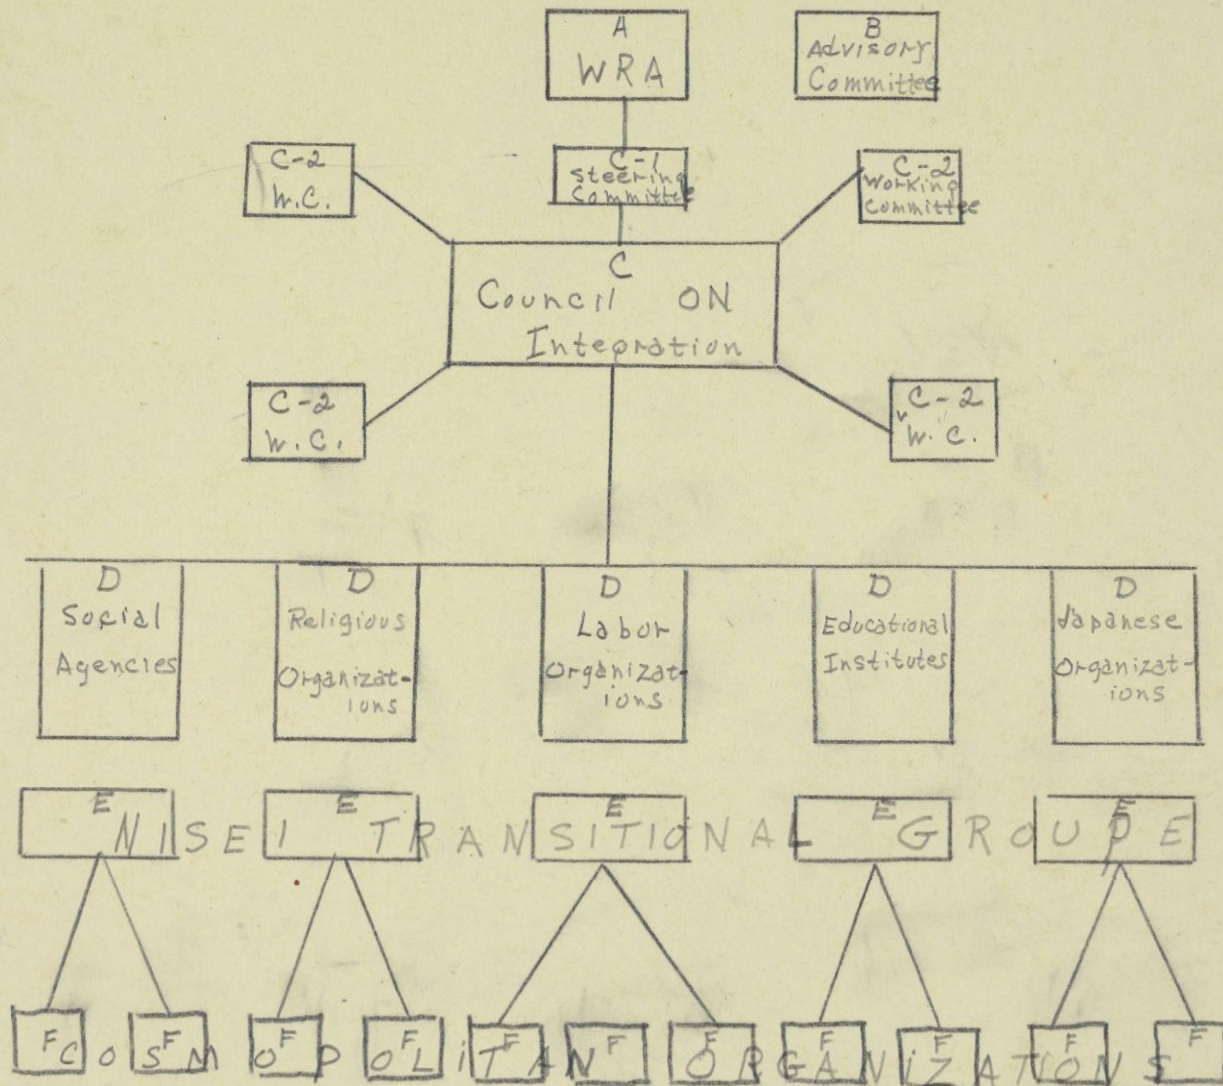 A
WRA
B
Advisory
Committee
C-2
W.C.
C-1
Steering
Committee
C-2
Working
Committee
C
Council ON
Integration
C-2
W.C.
C-2
W.C.
D
Social
Agencies
D
Religious
Organizat-
ions
D
Labor
Organizat-
ions
D
Educational
Institutes
D
Japanese
Organizat-
ions
E E E E E
NISEI TRANSITIONAL GROUPE
F F F F F F F F F F F
COSMOPOLITAN ORGANIZATIONS